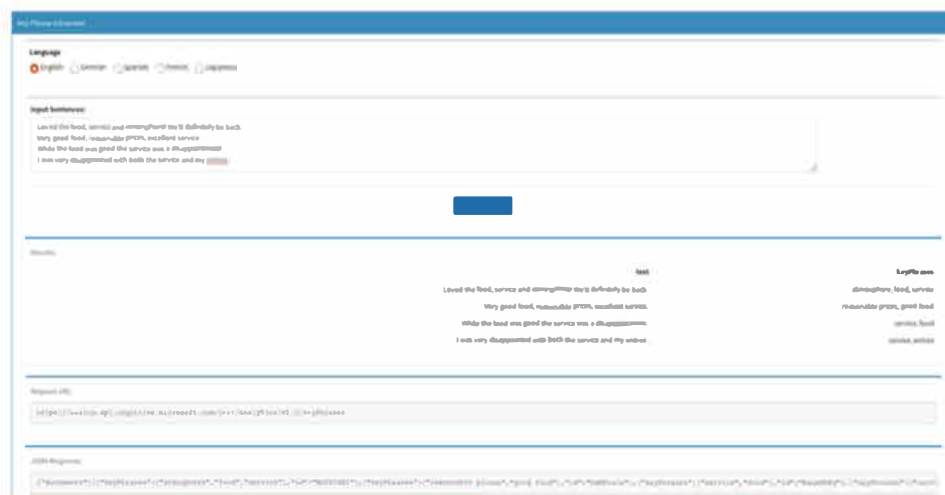 Key Phrase Extraction
Language
English German Spanish French Japanese
Input Sentences:
Loved the food, service and atmosphere! We'll definitely be back
Very good food, reasonable prices, excellent service
While the food was good the service was a disappointment
I was very disappointed with both the service and my entree
Results:
text keyPhrases
Loved the food, service and atmosphere! We'll definitely be back atmosphere, food, service
Very good food, reasonable prices, excellent service. reasonable prices, good food
While the food was good the service was a disappointment service, food
I was very disappointed with both the service and my entree service, entree
Request URL:
JSON Response: